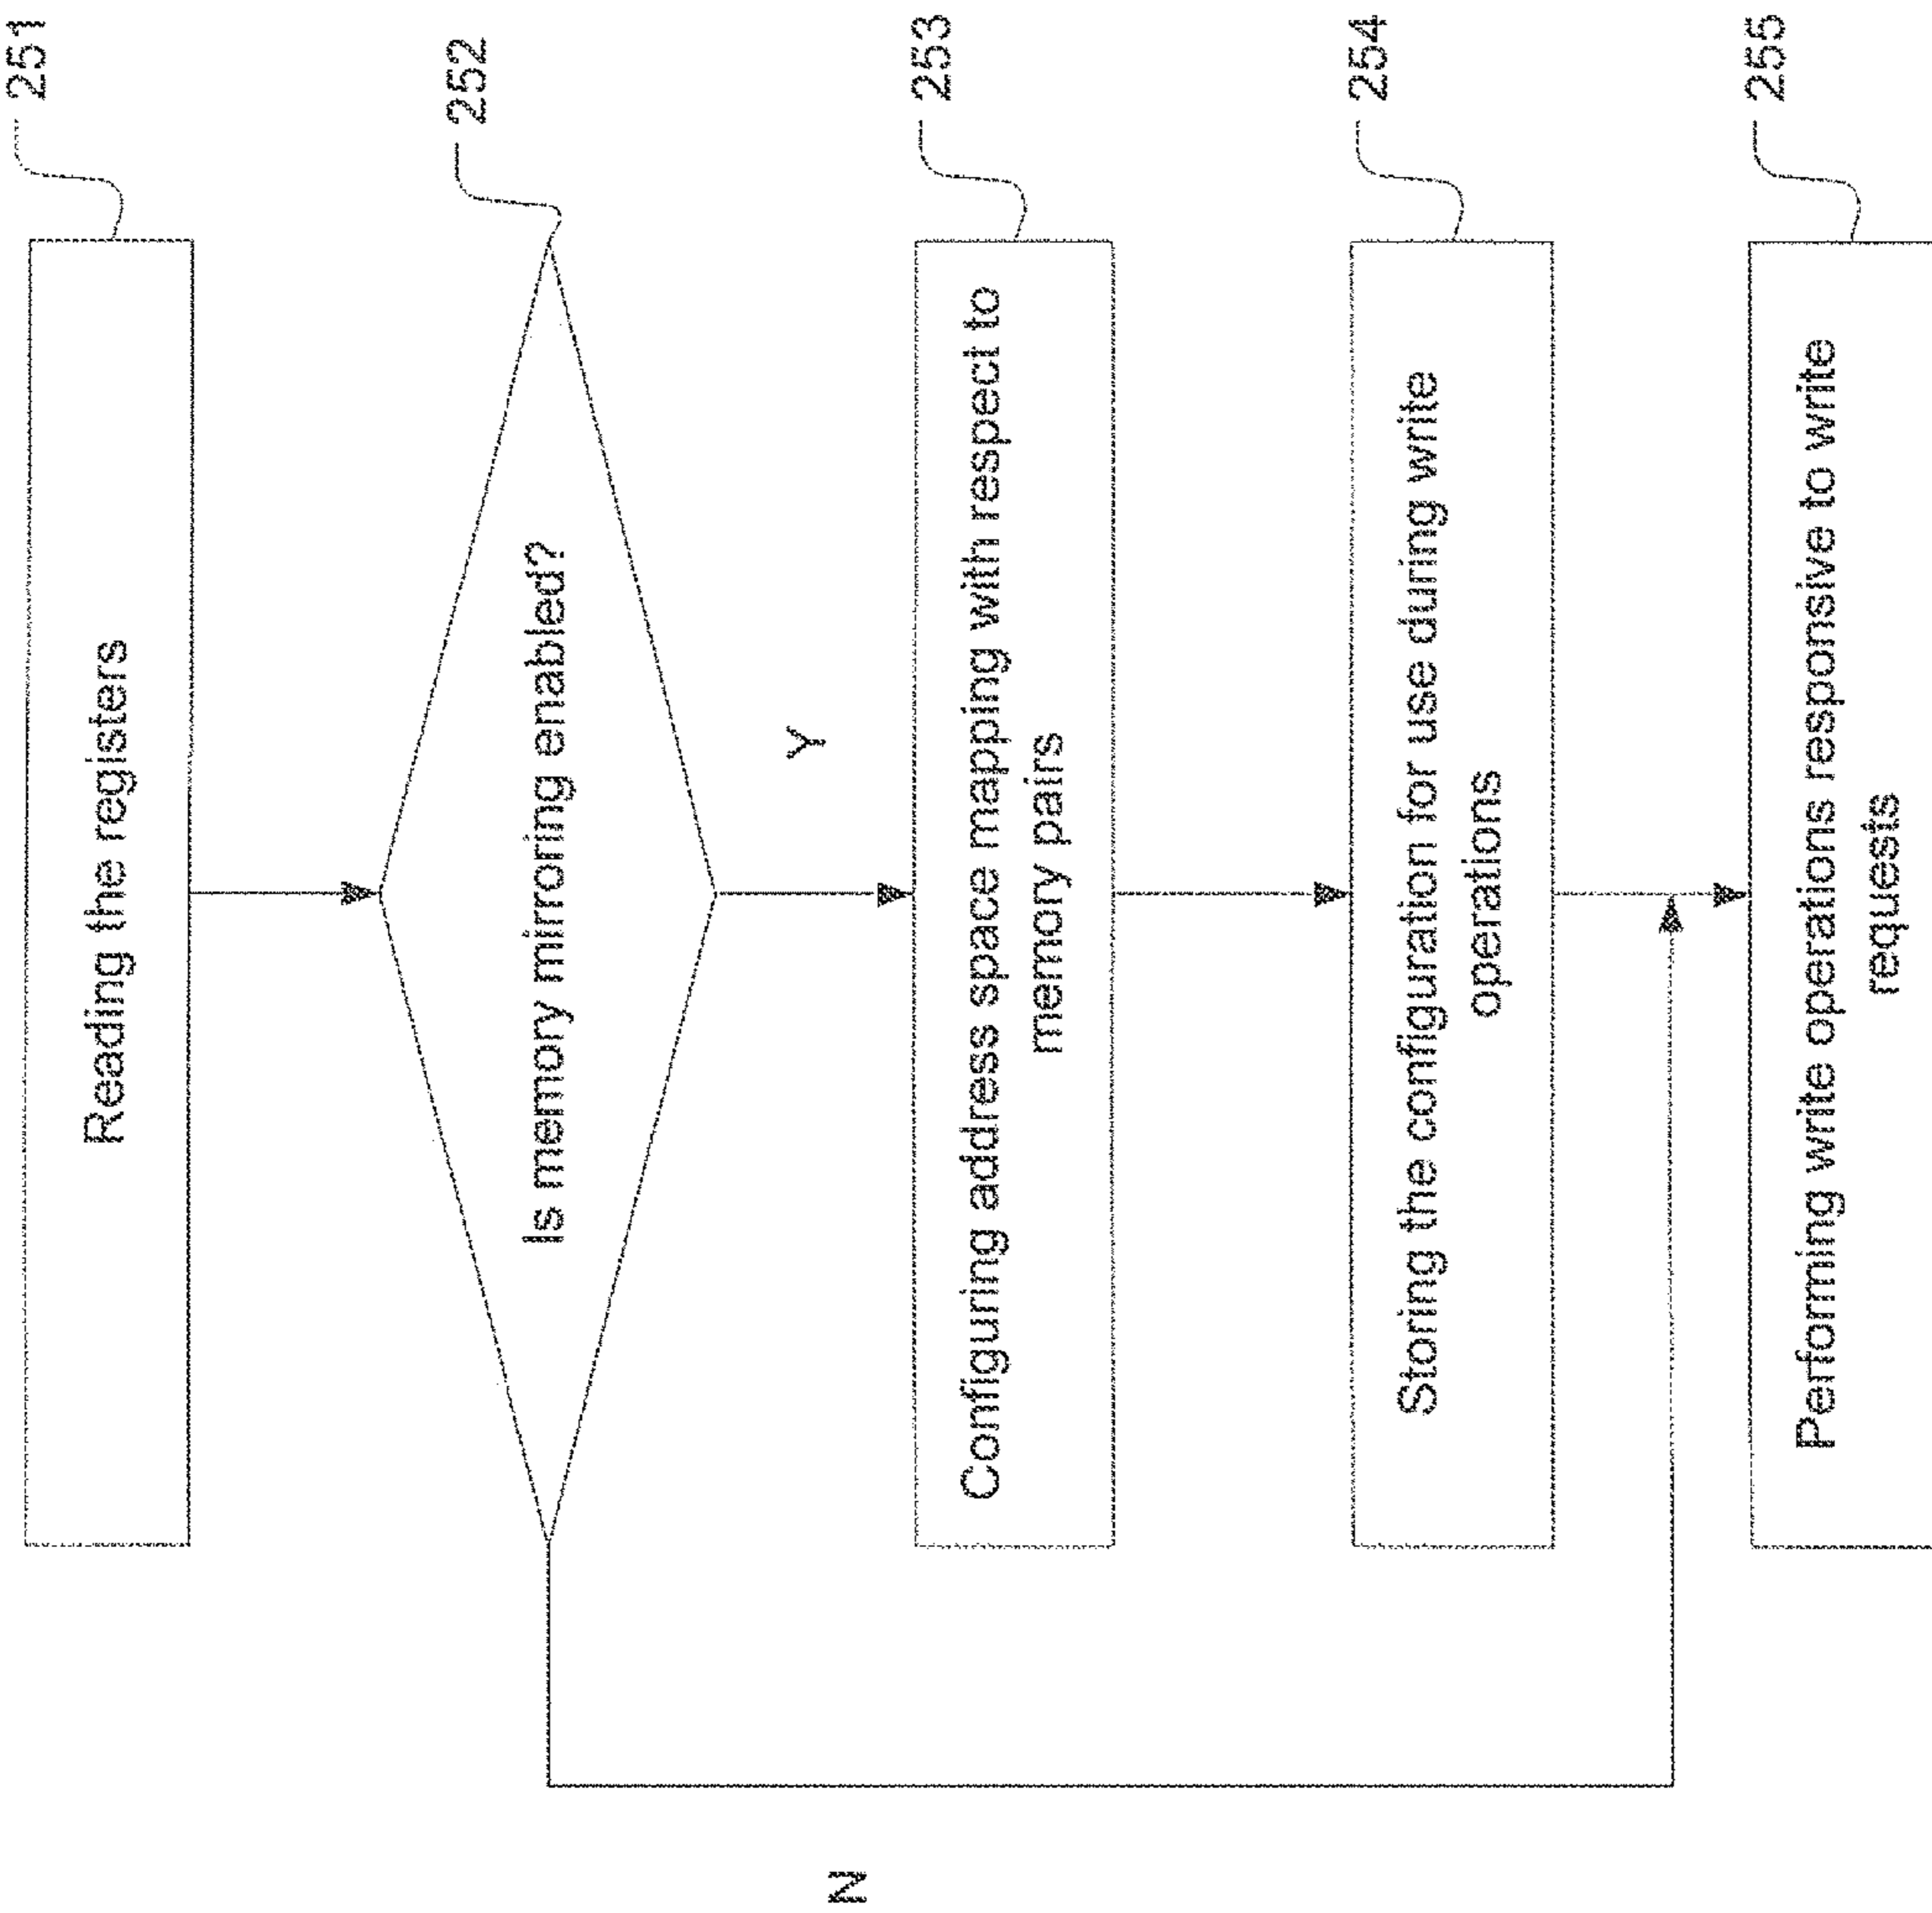 Reading the registers
251
Is memory mirroring enabled?
252
Y
N
Configuring address space mapping with respect to
memory pairs
253
Storing the configuration for use during write
operations
254
Performing write operations responsive to write
requests
255